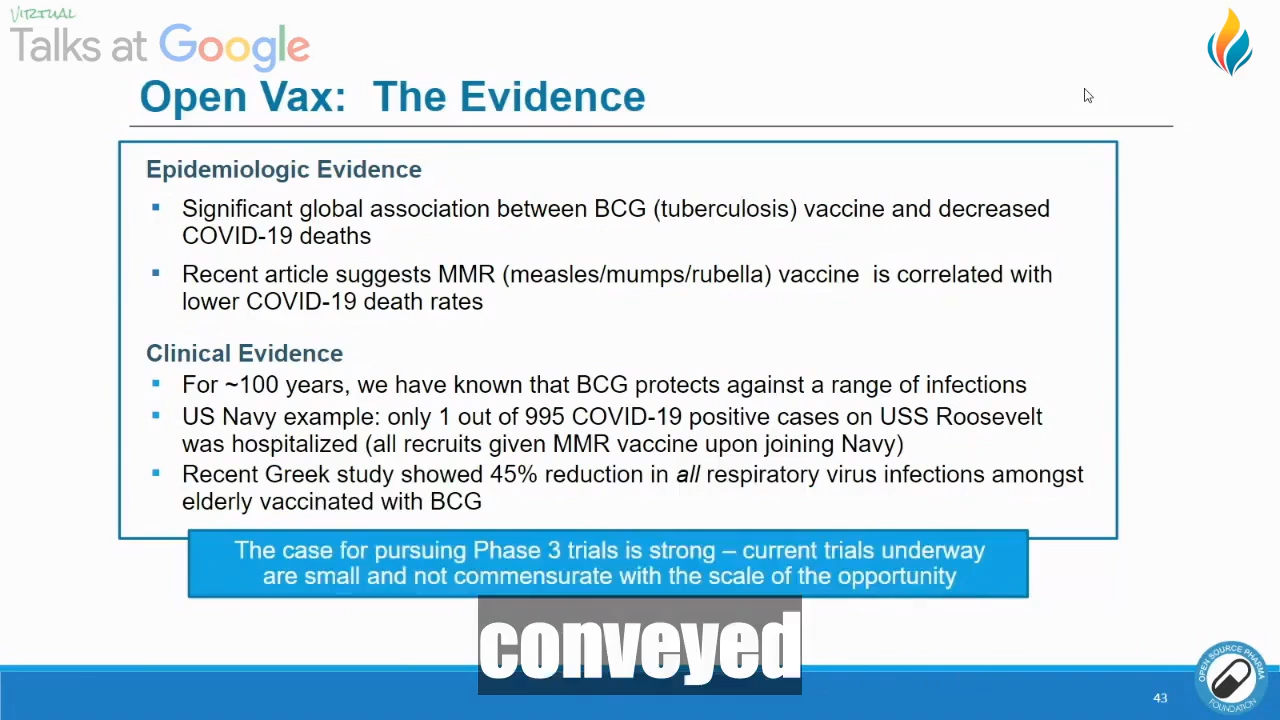 VIRTUAL
Talks at Google
Open Vax: The Evidence
Epidemiologic Evidence
▪ Significant global association between BCG (tuberculosis) vaccine and decreased
COVID-19 deaths
▪ Recent article suggests MMR (measles/mumps/rubella) vaccine is correlated with
lower COVID-19 death rates
Clinical Evidence
▪ For ~100 years, we have known that BCG protects against a range of infections
▪ US Navy example: only 1 out of 995 COVID-19 positive cases on USS Roosevelt
was hospitalized (all recruits given MMR vaccine upon joining Navy)
▪ Recent Greek study showed 45% reduction in all respiratory virus infections amongst
elderly vaccinated with BCG
The case for pursuing Phase 3 trials is strong – current trials underway
are small and not commensurate with the scale of the opportunity
conveyed
43
OPEN SOURCE PHARMA
FOUNDATION